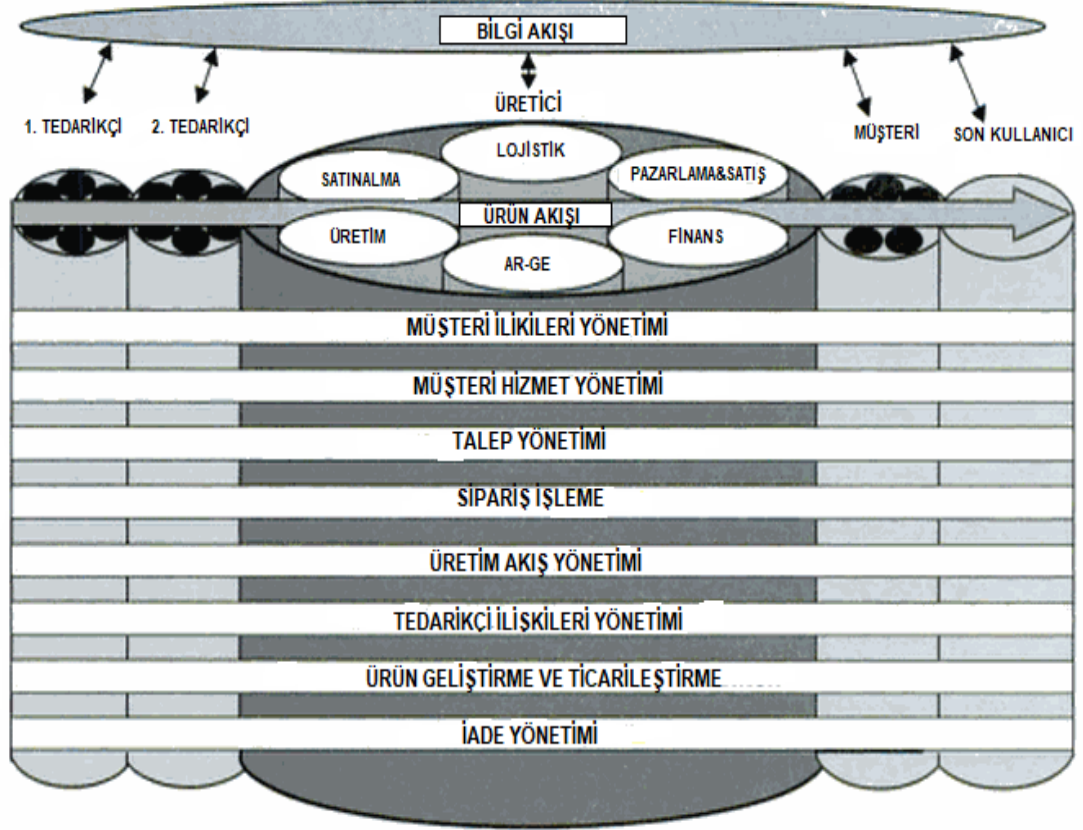 BİLGİ AKIŞI
ÜRETİCİ
1. TEDARİKÇİ
2. TEDARİKÇİ
MÜŞTERİ
SON KULLANICI
LOJİSTİK
SATINALMA
PAZARLAMA&SATIŞ
ÜRÜN AKIŞI
ÜRETİM
FİNANS
AR-GE
MÜŞTERİ İLİKİLERİ YÖNETİMİ
MÜŞTERİ HİZMET YÖNETİMİ
TALEP YÖNETİMİ
SİPARİŞ İŞLEME
ÜRETİM AKIŞ YÖNETİMİ
TEDARİKÇİ İLİŞKİLERİ YÖNETİMİ
ÜRÜN GELİŞTİRME VE TİCARİLEŞTİRME
İADE YÖNETİMİ